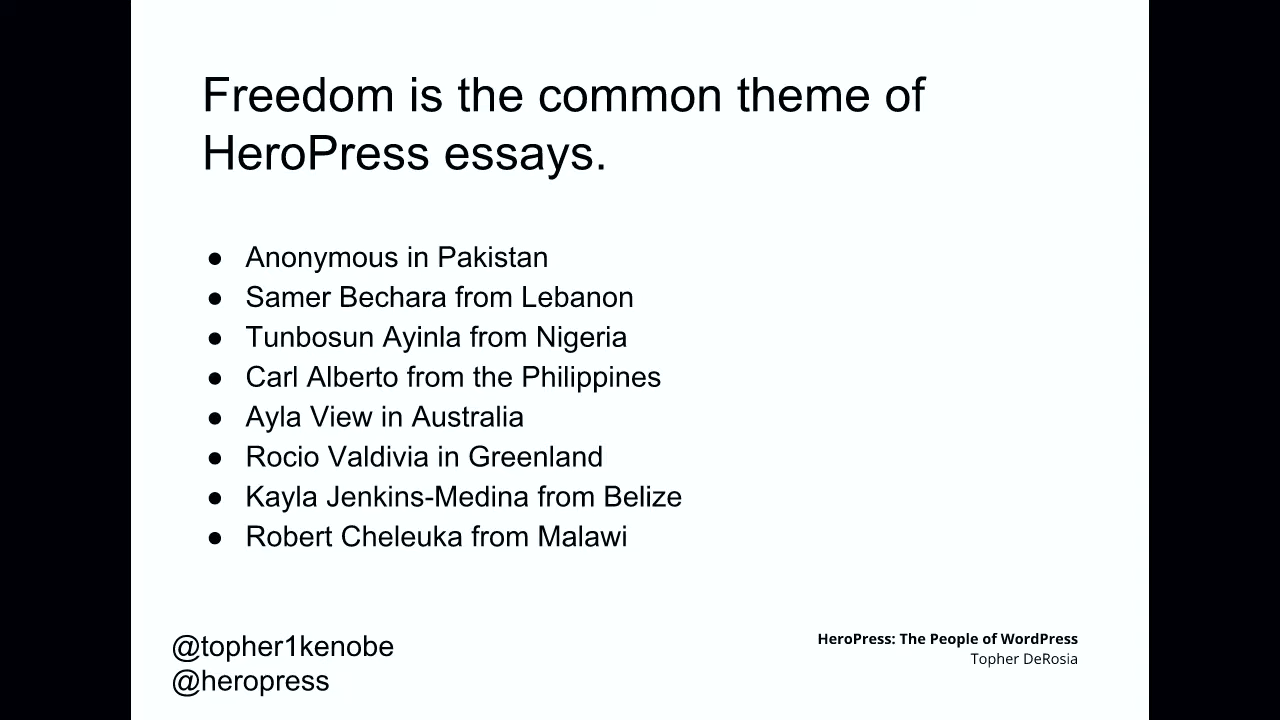 Freedom is the common theme of
HeroPress essays.
● Anonymous in Pakistan
● Samer Bechara from Lebanon
● Tunbosun Ayinla from Nigeria
● Carl Alberto from the Philippines
● Ayla View in Australia
● Rocio Valdivia in Greenland
● Kayla Jenkins-Medina from Belize
● Robert Cheleuka from Malawi
@topher1kenobe
@heropress
HeroPress: The People of WordPress
Topher DeRosia